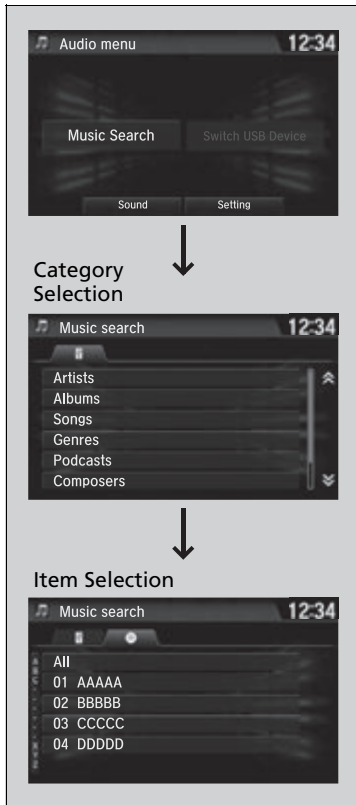 Audio menu 12:34
Music Search Switch USB Device
Sound Setting
Category
Selection
Music search 12:34
Artists
Albums
Songs
Genres
Podcasts
Composers
Item Selection
Music search 12:34
All
01 AAAAA
02 BBBBB
03 CCCCC
04 DDDDD